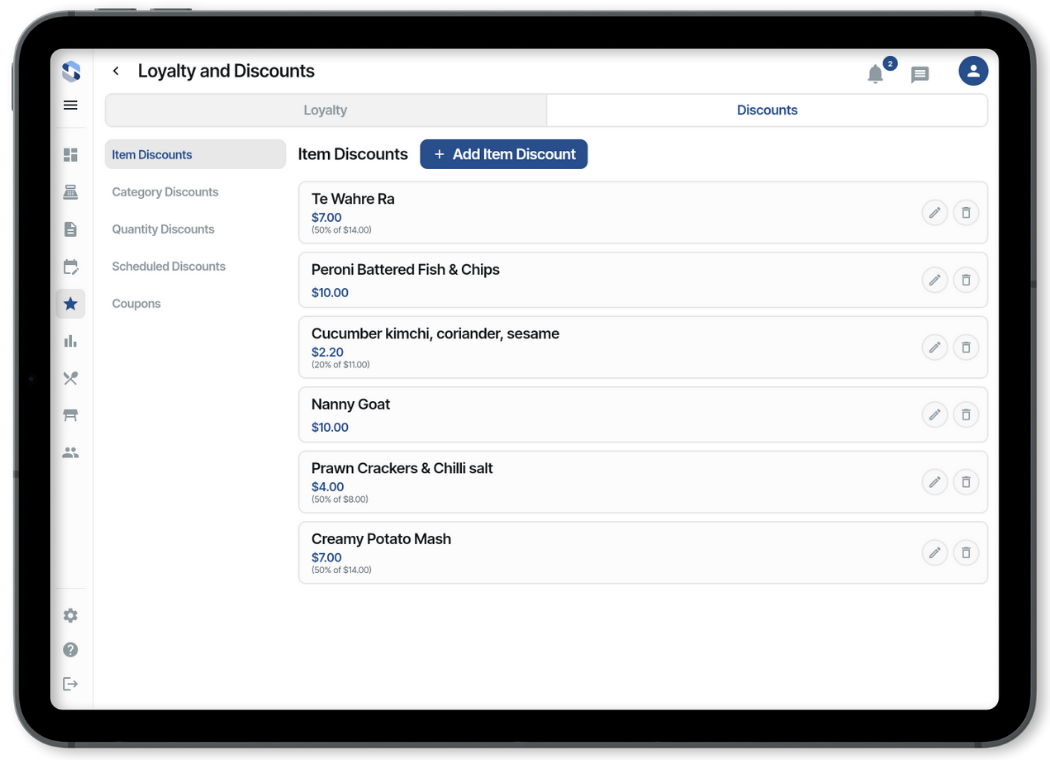 Loyalty and Discounts
2
Loyalty
Discounts
Item Discounts
Category Discounts
Quantity Discounts
Scheduled Discounts
Coupons
Item Discounts
+ Add Item Discount
Te Wahre Ra
$7.00
(50% of $14.00)
Peroni Battered Fish & Chips
$10.00
Cucumber kimchi, coriander, sesame
$2.20
(20% of $11.00)
Nanny Goat
$10.00
Prawn Crackers & Chilli salt
$4.00
(50% of $8.00)
Creamy Potato Mash
$7.00
(50% of $14.00)